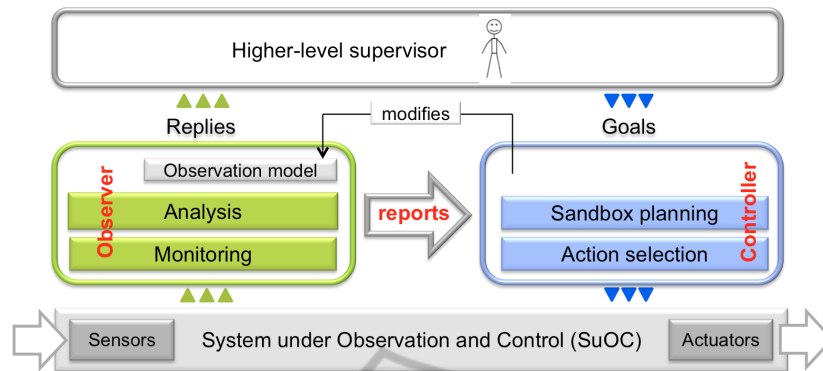 Higher-level supervisor
modifies
Replies
Goals
Observation model
Observer
Analysis
Monitoring
reports
Sandbox planning
Action selection
Controller
Sensors
System under Observation and Control (SuOC)
Actuators